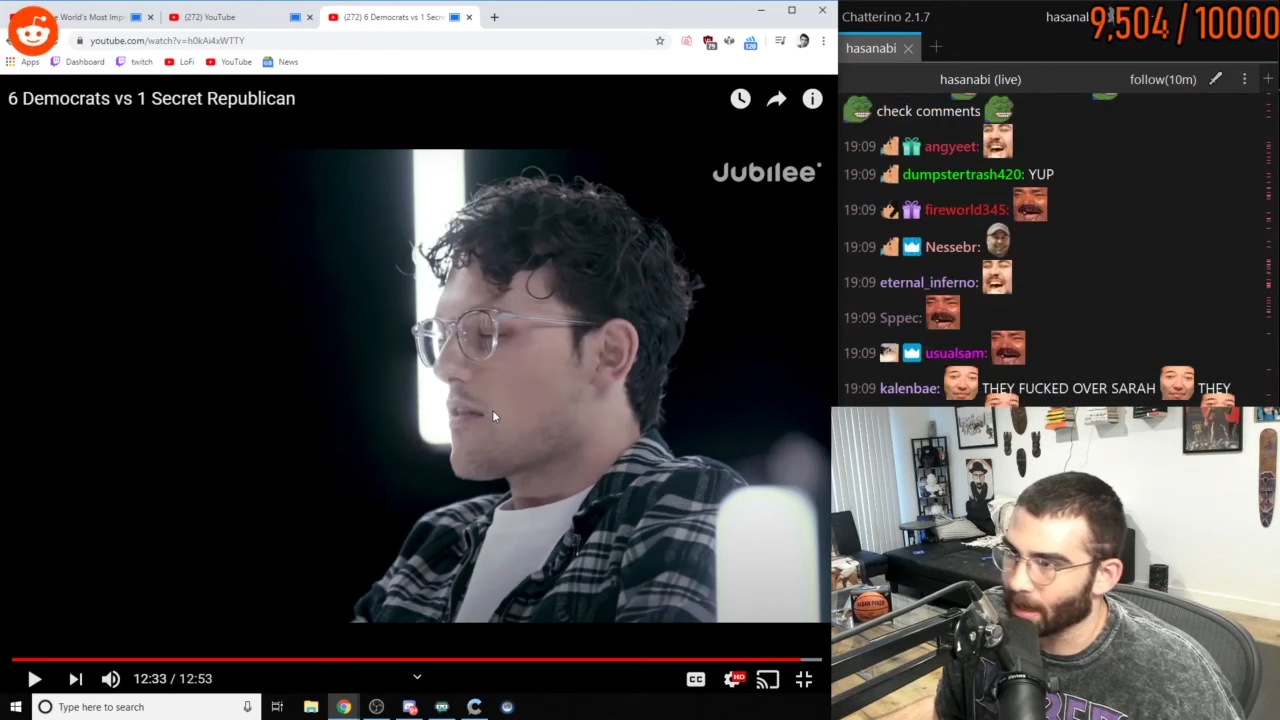 World's Most Imp
(272) YouTube
(272) 6 Democrats vs 1 Secr
youtube.com/watch?v=h0kAi4xWTTY
79
120
Apps
Dashboard
twitch
LoFi
YouTube
News
6 Democrats vs 1 Secret Republican
Jubilee
12:33 / 12:53
CC
HD
Type here to search
Chatterino 2.1.7
hasanal
9,504 / 10000
hasanabi
hasanabi (live)
follow(10m)
check comments
19:09 angyeet:
19:09 dumpstertrash420: YUP
19:09 fireworld345:
19:09 Nessebr:
19:09 eternal_inferno:
19:09 Sppec:
19:09 usualsam:
19:09 kalenbae: THEY FUCKED OVER SARAH THEY